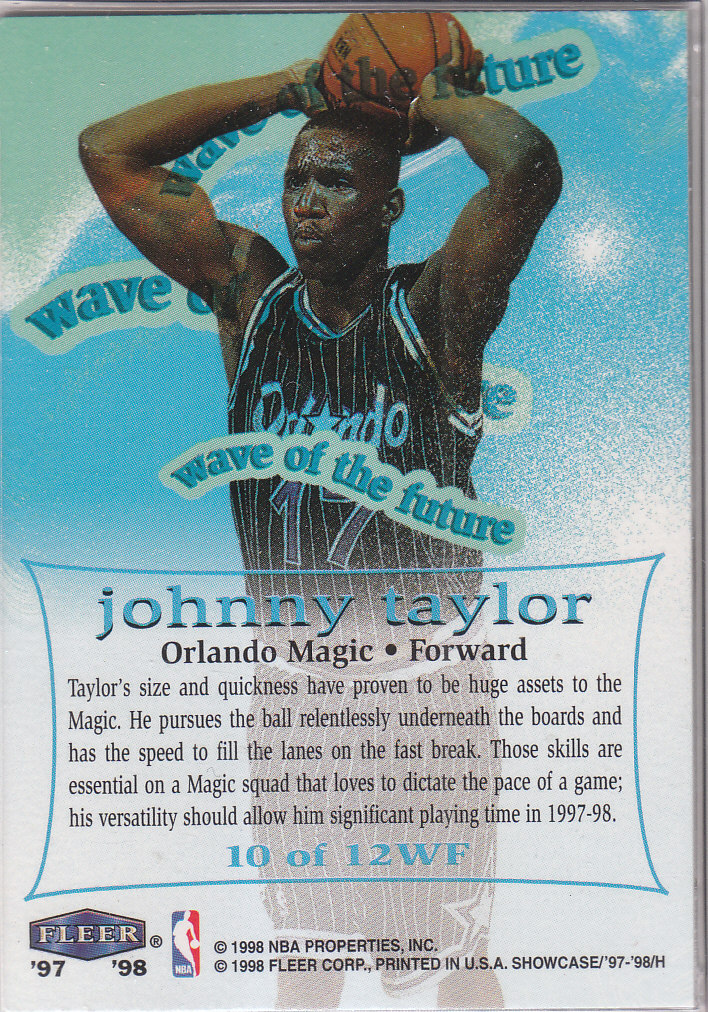 wave of the future
wave of
wave of the future
Orlando
17
johnny taylor
Orlando Magic • Forward
Taylor's size and quickness have proven to be huge assets to the
Magic. He pursues the ball relentlessly underneath the boards and
has the speed to fill the lanes on the fast break. Those skills are
essential on a Magic squad that loves to dictate the pace of a game;
his versatility should allow him significant playing time in 1997-98.
10 of 12WF
FLEER®
'97 '98
NBA
© 1998 NBA PROPERTIES, INC.
© 1998 FLEER CORP., PRINTED IN U.S.A. SHOWCASE/'97-'98/H